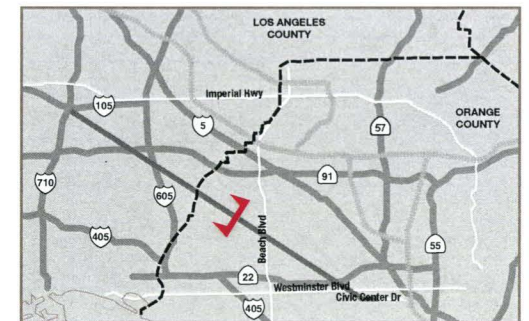 LOS ANGELES
COUNTY
Imperial Hwy
105
5
57
ORANGE
COUNTY
91
710
605
405
Beach Blvd
55
22
Westminster Blvd
Civic Center Dr
405